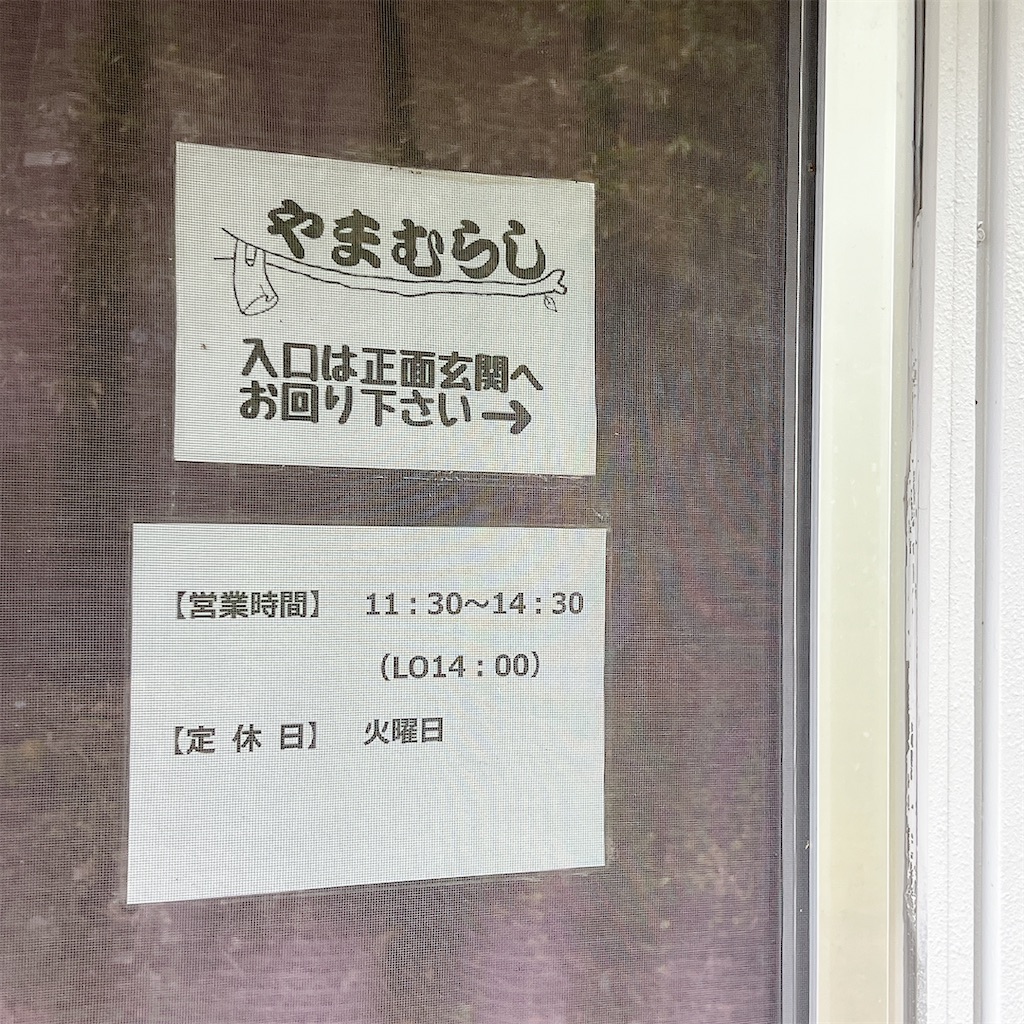 やまむらし
入口は正面玄関へ
お回り下さい→
【営業時間】 11：30～14：30
（LO14：00）
【定 休 日】 火曜日